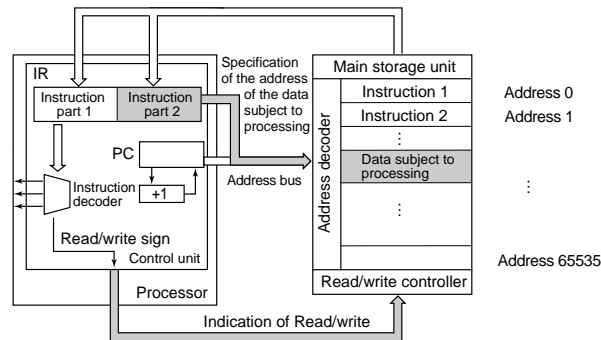 IR
Instruction
part 1
Instruction
part 2
PC
+1
Instruction
decoder
Read/write sign
Control unit
Processor
Specification
of the address
of the data
subject to
processing
Address bus
Indication of Read/write
Main storage unit
Address decoder
Instruction 1
Instruction 2
⋮
Data subject to
processing
⋮
Read/write controller
Address 0
Address 1
⋮
Address 65535